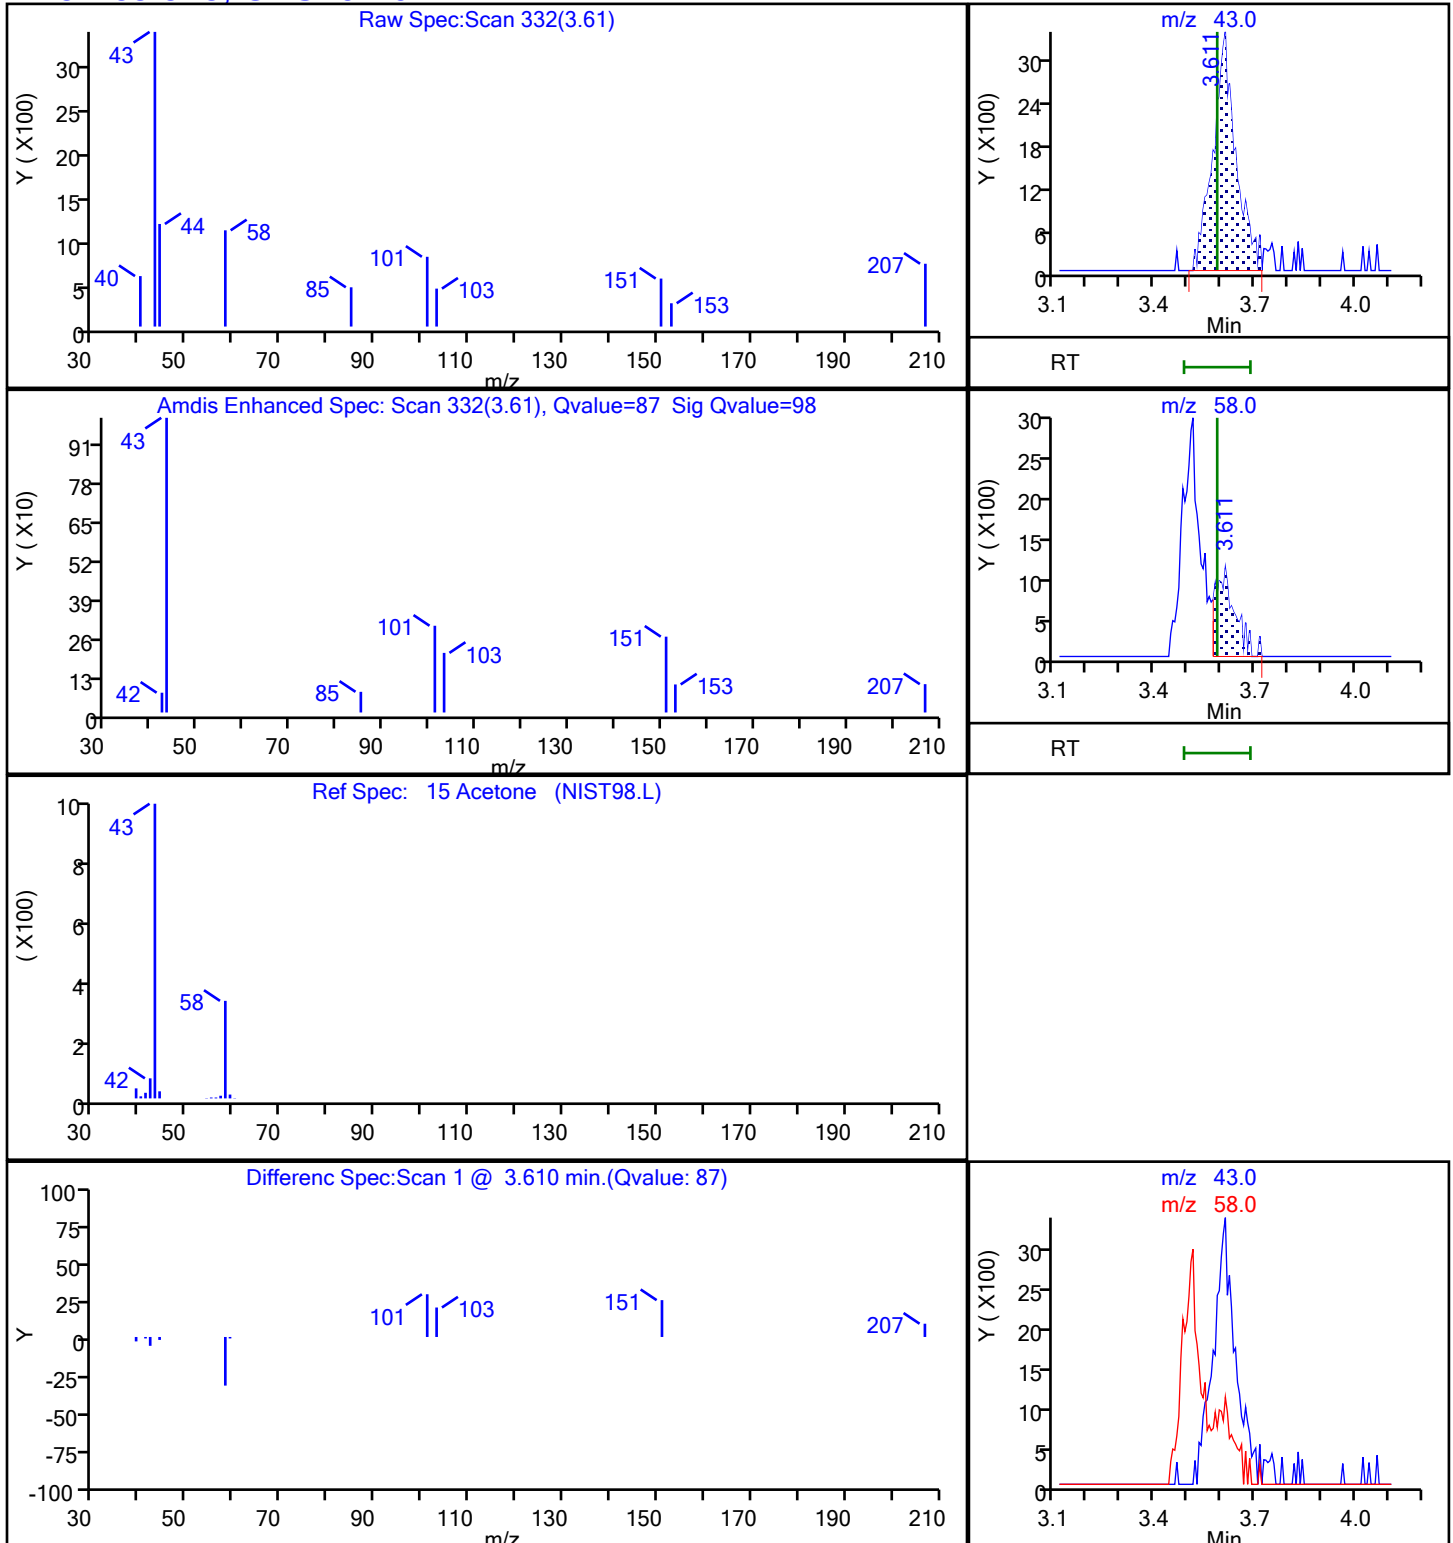 Raw Spec:Scan 332(3.61)
Y ( X100)
30
25
20
15
10
5
0
43
44
58
40
85
101
103
151
153
207
30 50 70 90 110 130 150 170 190 210
m/z
m/z 43.0
Y ( X100)
30
24
18
12
6
0
3.611
3.1 3.4 3.7 4.0
Min
RT
Amdis Enhanced Spec: Scan 332(3.61), Qvalue=87 Sig Qvalue=98
Y ( X10)
91
78
65
52
39
26
13
0
43
42
85
101
103
151
153
207
30 50 70 90 110 130 150 170 190 210
m/z
m/z 58.0
Y ( X100)
30
25
20
15
10
5
0
3.611
3.1 3.4 3.7 4.0
Min
RT
Ref Spec: 15 Acetone (NIST98.L)
( X100)
10
8
6
4
2
0
43
58
42
30 50 70 90 110 130 150 170 190 210
Differenc Spec:Scan 1 @ 3.610 min.(Qvalue: 87)
Y
100
75
50
25
0
-25
-50
-75
-100
101
103
151
207
30 50 70 90 110 130 150 170 190 210
m/z
m/z 43.0
m/z 58.0
Y ( X100)
30
25
20
15
10
5
0
3.1 3.4 3.7 4.0
Min